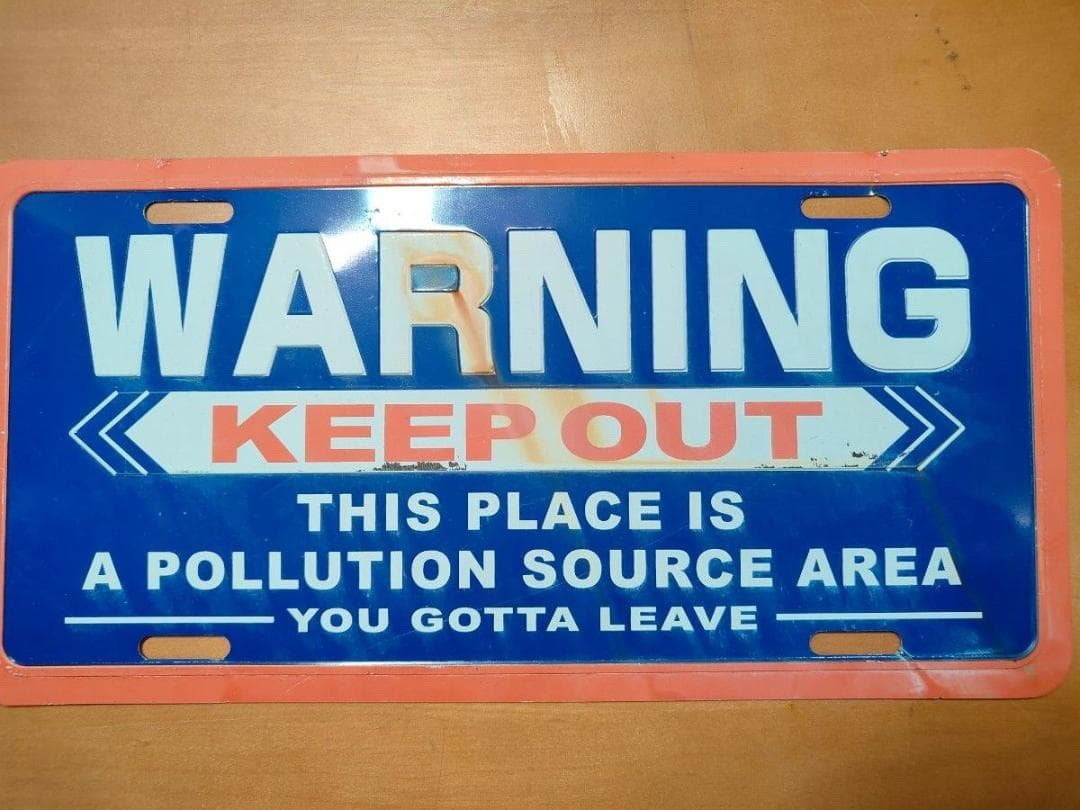 WARNING
KEEP OUT
THIS PLACE IS
A POLLUTION SOURCE AREA
YOU GOTTA LEAVE